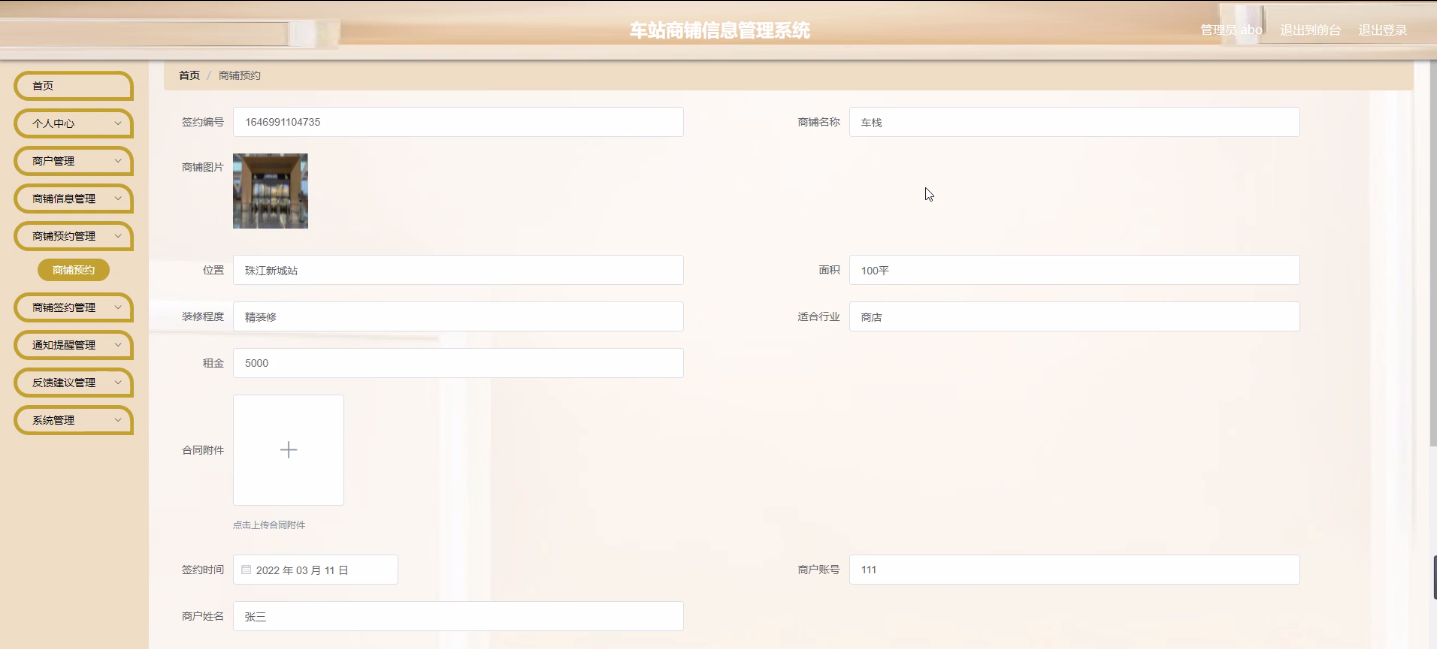 车站商铺信息管理系统
管理员 abo 退出到前台 退出登录
首页
个人中心
商户管理
商铺信息管理
商铺预约管理
商铺预约
商铺签约管理
通知提醒管理
反馈建议管理
系统管理
首页 / 商铺预约
签约编号 1646991104735 商铺名称 车栈
商铺图片
位置 珠江新城站 面积 100平
装修程度 精装修 适合行业 商店
租金 5000
合同附件
点击上传合同附件
签约时间 2022 年 03 月 11 日 商户账号 111
商户姓名 张三